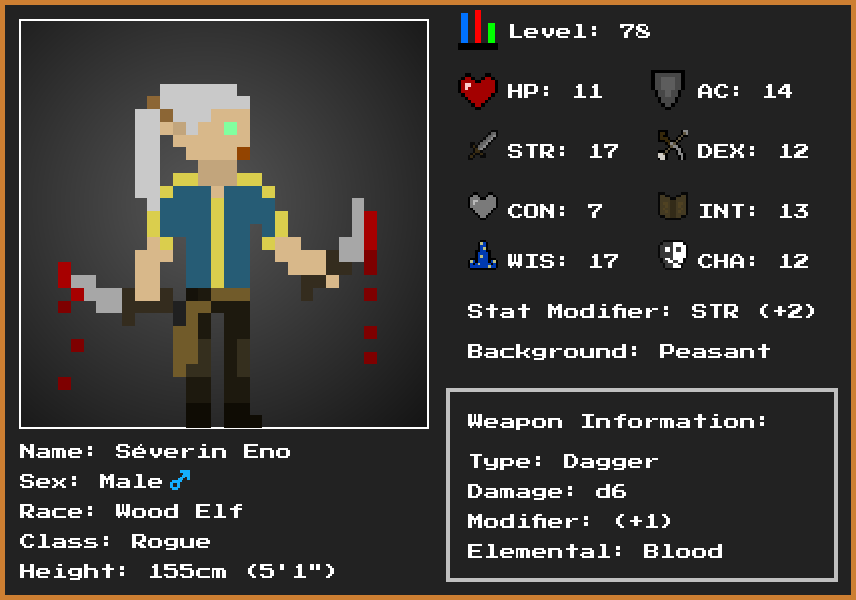 Level: 78
HP: 11
AC: 14
STR: 17
DEX: 12
CON: 7
INT: 13
WIS: 17
CHA: 12
Stat Modifier: STR (+2)
Background: Peasant
Name: Séverin Eno
Sex: Male ♂
Race: Wood Elf
Class: Rogue
Height: 155cm (5'1")
Weapon Information:
Type: Dagger
Damage: d6
Modifier: (+1)
Elemental: Blood